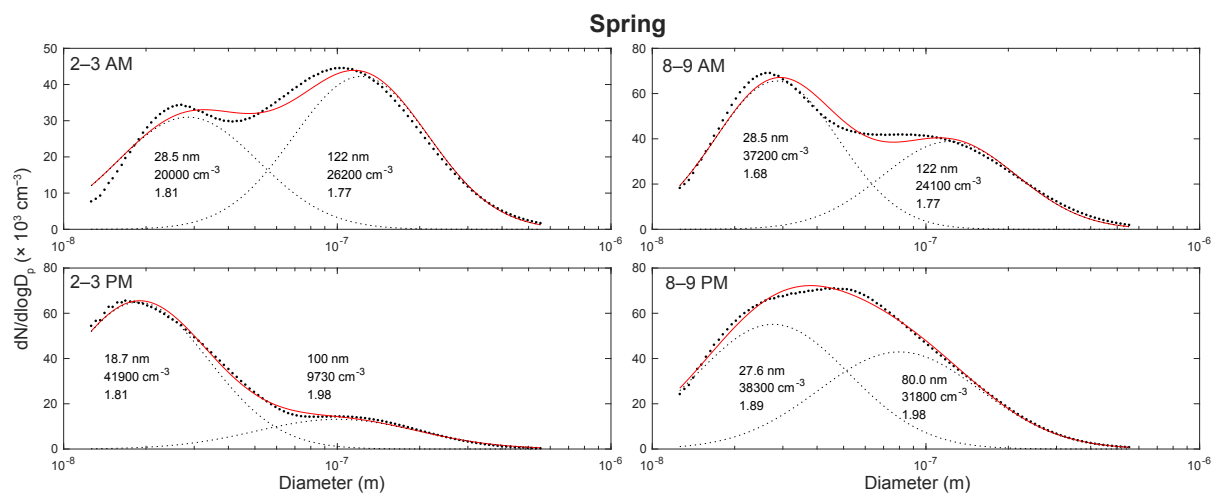 Spring
dN/dlogDₚ (× 10³ cm⁻³)
2–3 AM
50
40
30
20
10
0
28.5 nm
20000 cm⁻³
1.81
122 nm
26200 cm⁻³
1.77
10⁻⁸
10⁻⁷
10⁻⁶
8–9 AM
80
60
40
20
0
28.5 nm
37200 cm⁻³
1.68
122 nm
24100 cm⁻³
1.77
10⁻⁸
10⁻⁷
10⁻⁶
2–3 PM
80
60
40
20
0
18.7 nm
41900 cm⁻³
1.81
100 nm
9730 cm⁻³
1.98
10⁻⁸
10⁻⁷
10⁻⁶
Diameter (m)
8–9 PM
80
60
40
20
0
27.6 nm
38300 cm⁻³
1.89
80.0 nm
31800 cm⁻³
1.98
10⁻⁸
10⁻⁷
10⁻⁶
Diameter (m)